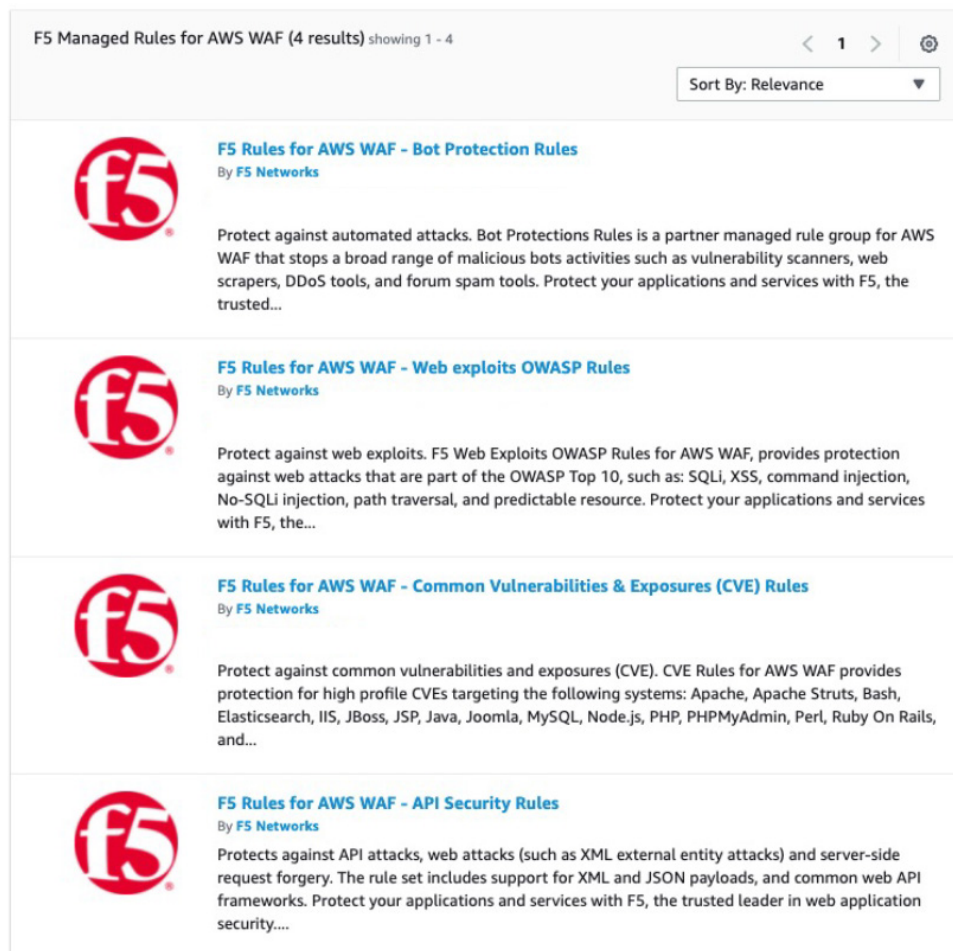 F5 Managed Rules for AWS WAF (4 results) showing 1 - 4
< 1 >
Sort By: Relevance
f5®
F5 Rules for AWS WAF - Bot Protection Rules
By F5 Networks
Protect against automated attacks. Bot Protections Rules is a partner managed rule group for AWS
WAF that stops a broad range of malicious bots activities such as vulnerability scanners, web
scrapers, DDoS tools, and forum spam tools. Protect your applications and services with F5, the
trusted...
f5®
F5 Rules for AWS WAF - Web exploits OWASP Rules
By F5 Networks
Protect against web exploits. F5 Web Exploits OWASP Rules for AWS WAF, provides protection
against web attacks that are part of the OWASP Top 10, such as: SQLi, XSS, command injection,
No-SQLi injection, path traversal, and predictable resource. Protect your applications and services
with F5, the...
f5®
F5 Rules for AWS WAF - Common Vulnerabilities & Exposures (CVE) Rules
By F5 Networks
Protect against common vulnerabilities and exposures (CVE). CVE Rules for AWS WAF provides
protection for high profile CVEs targeting the following systems: Apache, Apache Struts, Bash,
Elasticsearch, IIS, JBoss, JSP, Java, Joomla, MySQL, Node.js, PHP, PHPMyAdmin, Perl, Ruby On Rails,
and...
f5®
F5 Rules for AWS WAF - API Security Rules
By F5 Networks
Protects against API attacks, web attacks (such as XML external entity attacks) and server-side
request forgery. The rule set includes support for XML and JSON payloads, and common web API
frameworks. Protect your applications and services with F5, the trusted leader in web application
security....